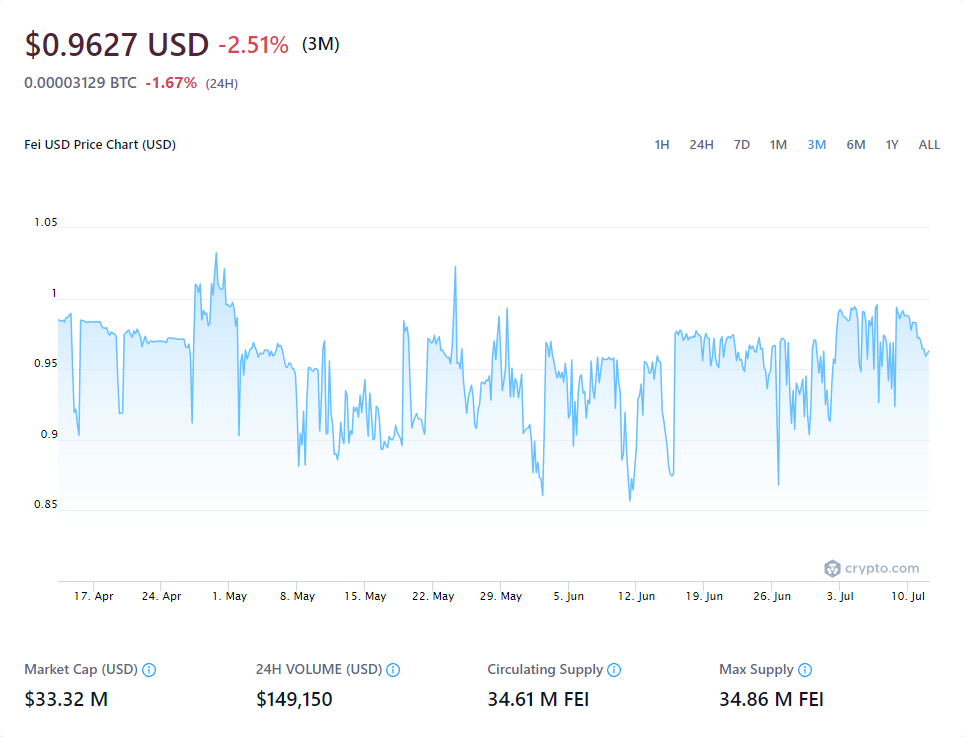 $0.9627 USD -2.51% (3M)
0.00003129 BTC -1.67% (24H)
Fei USD Price Chart (USD)
1H 24H 7D 1M 3M 6M 1Y ALL
1.05
1
0.95
0.9
0.85
crypto.com
17. Apr 24. Apr 1. May 8. May 15. May 22. May 29. May 5. Jun 12. Jun 19. Jun 26. Jun 3. Jul 10. Jul
Market Cap (USD) 24H VOLUME (USD) Circulating Supply Max Supply
$33.32 M $149,150 34.61 M FEI 34.86 M FEI